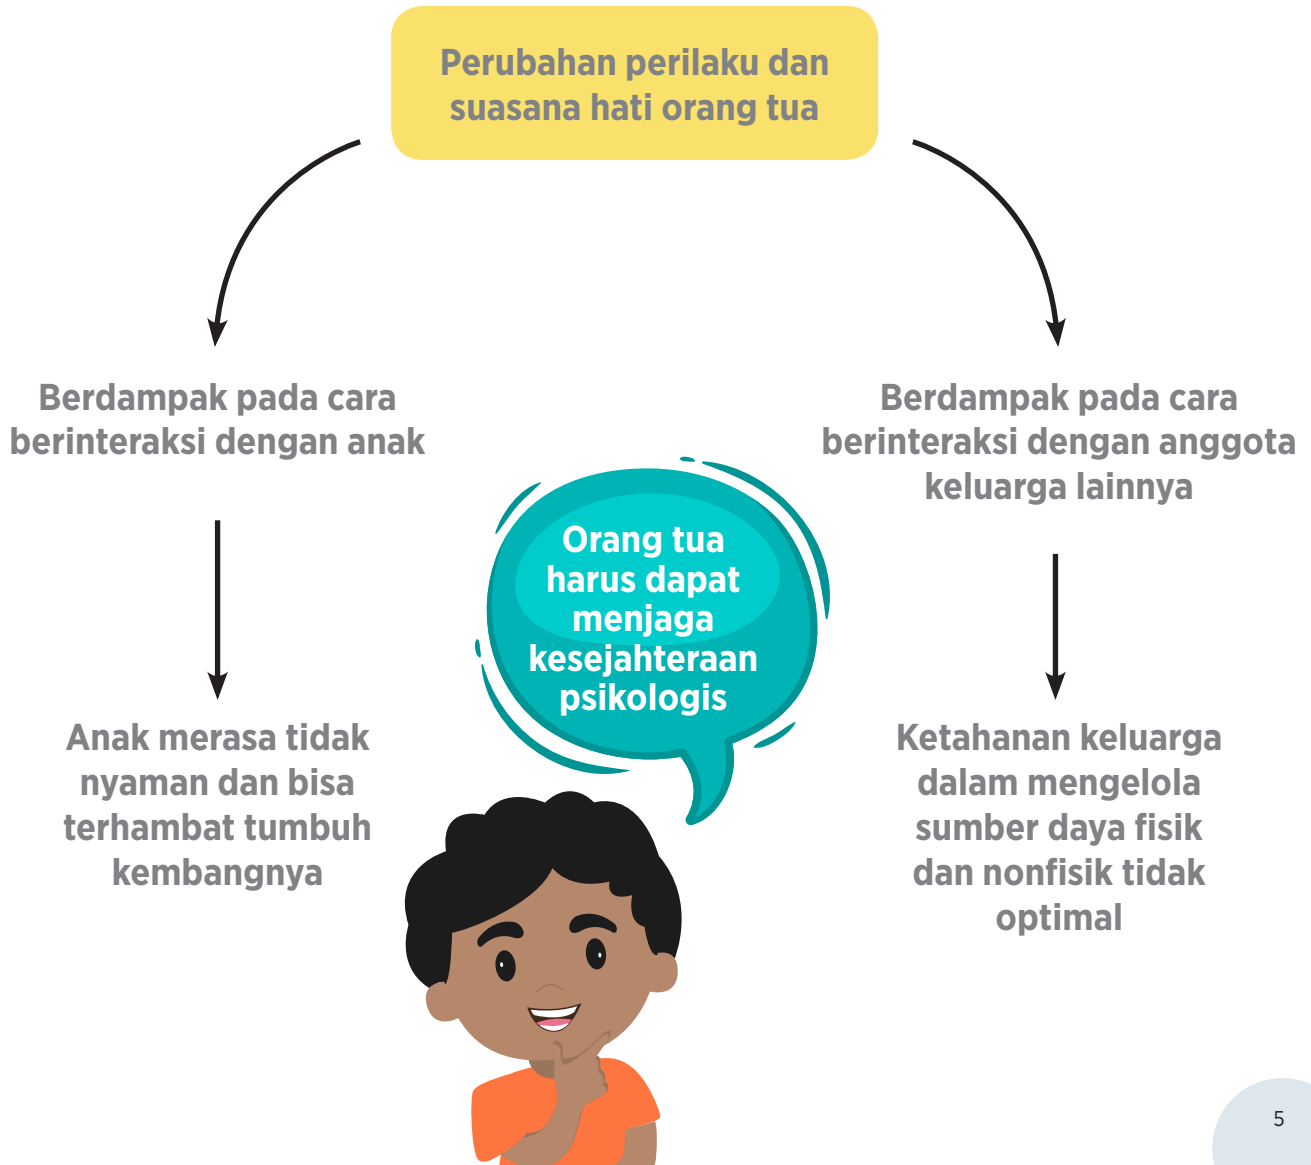 Perubahan perilaku dan
suasana hati orang tua
Berdampak pada cara
berinteraksi dengan anak
Berdampak pada cara
berinteraksi dengan anggota
keluarga lainnya
Orang tua
harus dapat
menjaga
kesejahteraan
psikologis
Anak merasa tidak
nyaman dan bisa
terhambat tumbuh
kembangnya
Ketahanan keluarga
dalam mengelola
sumber daya fisik
dan nonfisik tidak
optimal
5